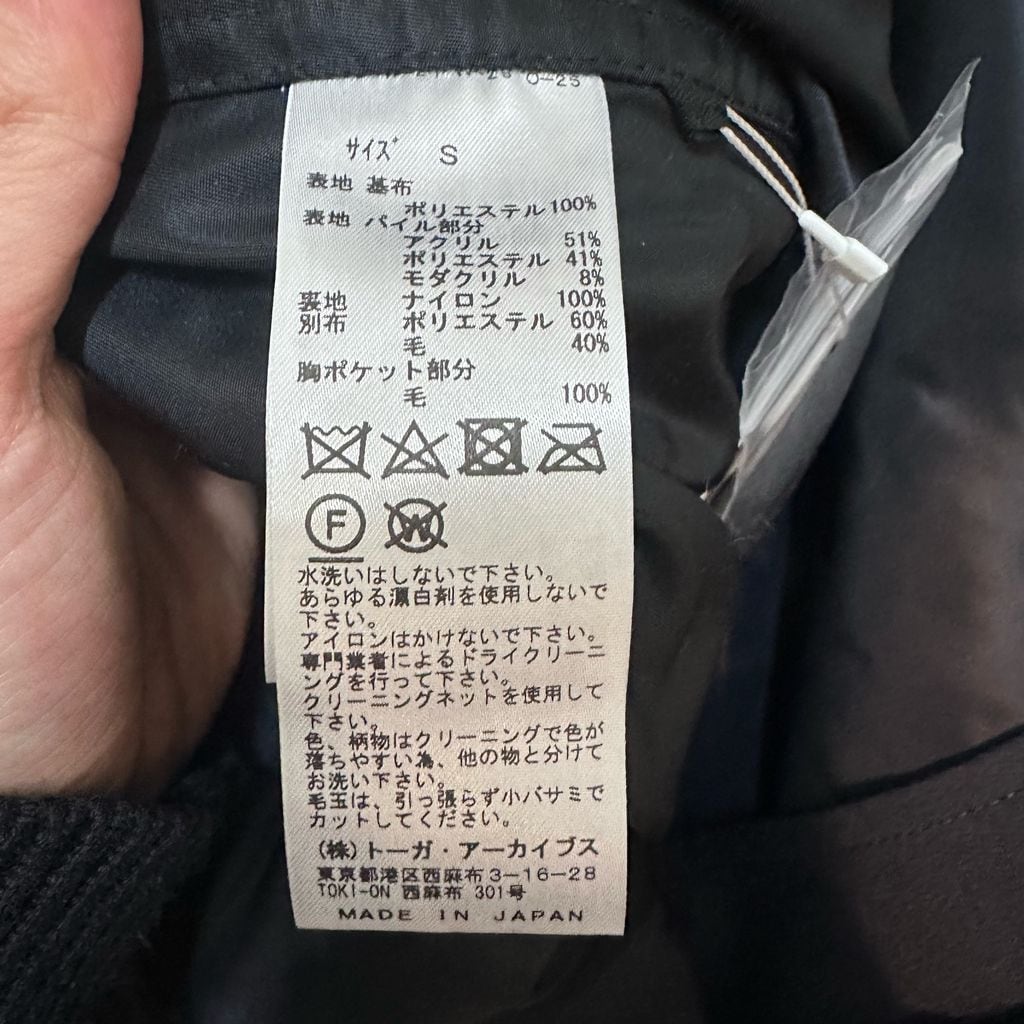 サイズ S
表地 基布
ポリエステル 100%
表地 パイル部分
アクリル 51%
ポリエステル 41%
モダクリル 8%
裏地 ナイロン 100%
別布 ポリエステル 60%
毛 40%
胸ポケット部分
毛 100%
F W
水洗いはしないで下さい。
あらゆる漂白剤を使用しないで
下さい。
アイロンはかけないで下さい。
専門業者によるドライクリーニ
ングを行って下さい。
クリーニングネットを使用して
下さい。
色、柄物はクリーニングで色が
落ちやすい為、他の物と分けて
お洗い下さい。
毛玉は、引っ張らず小バサミで
カットしてください。
(株)トーガ・アーカイブス
東京都港区西麻布3-16-28
TOKI-ON 西麻布 301号
MADE IN JAPAN